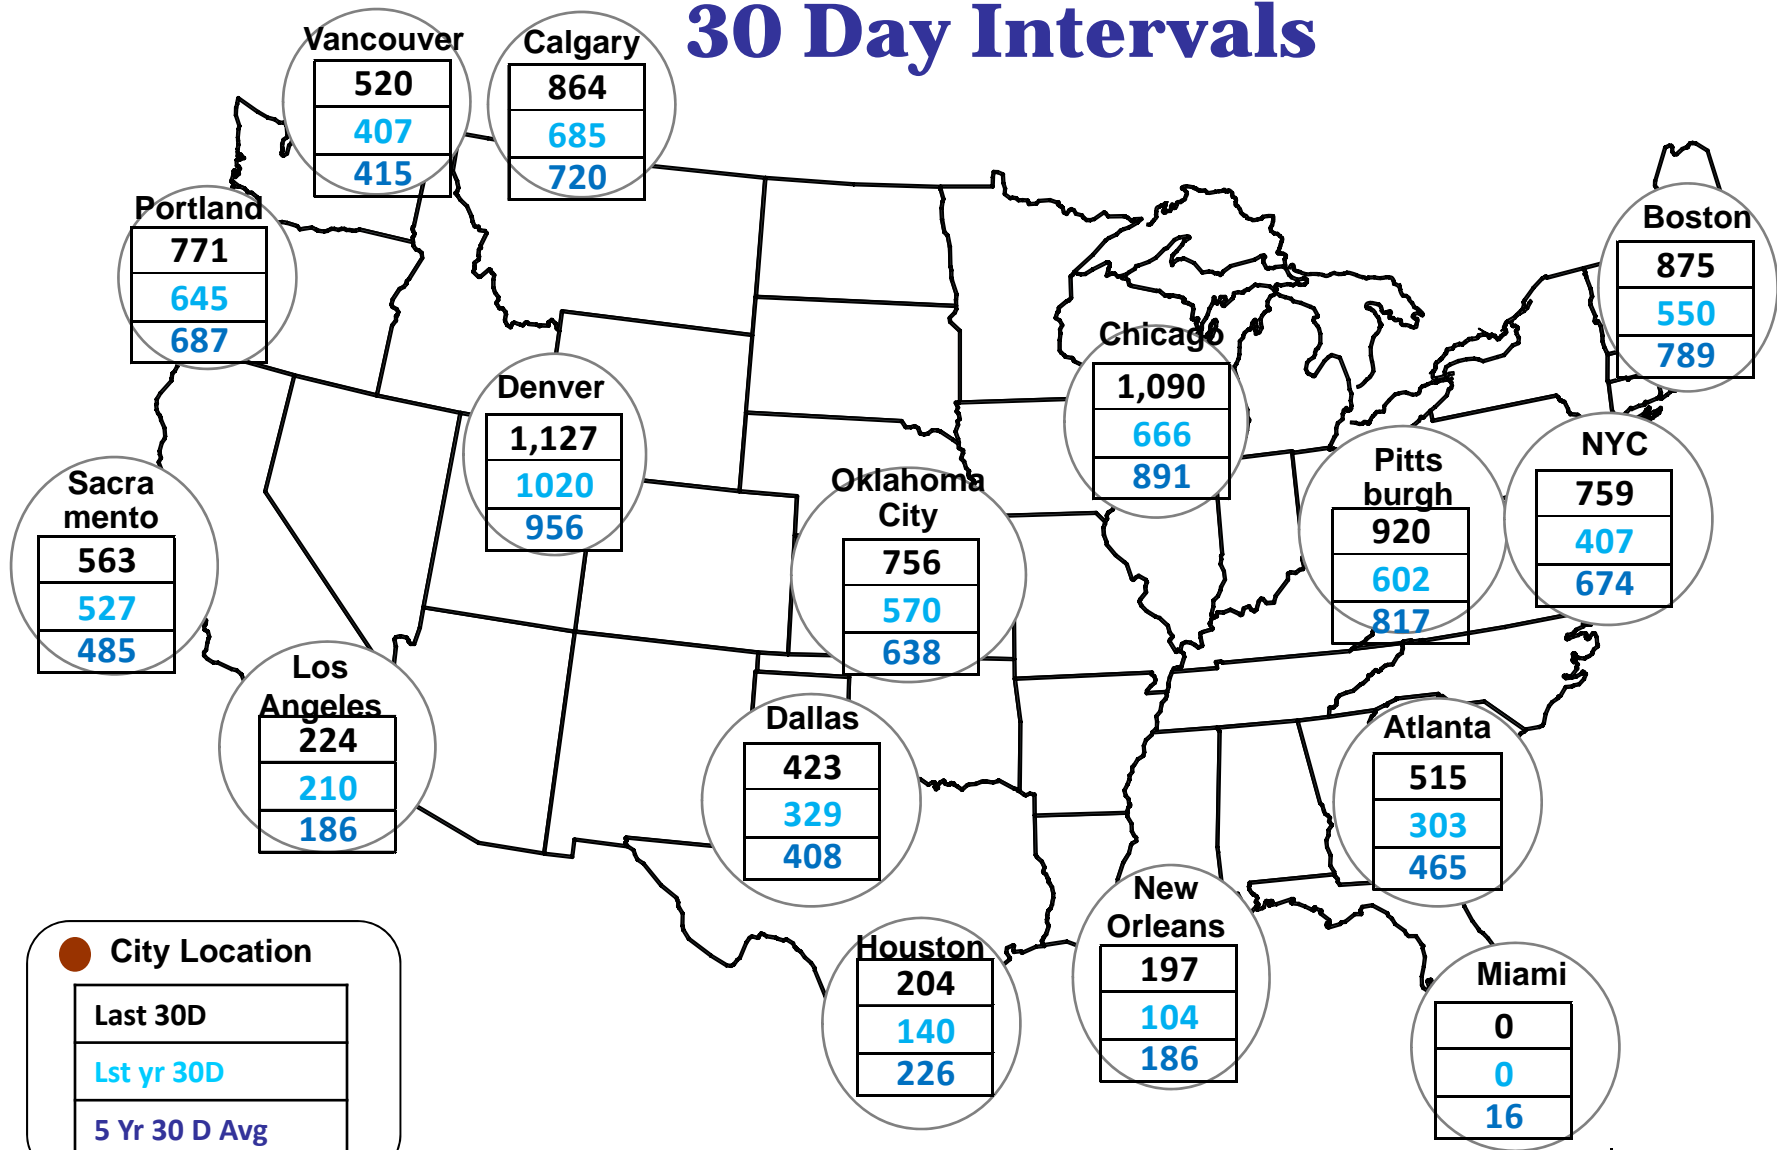 30 Day Intervals
Vancouver
520
407
415
Calgary
864
685
720
Portland
771
645
687
Boston
875
550
789
Chicago
1,090
666
891
Denver
1,127
1020
956
NYC
759
407
674
Pitts
burgh
920
602
817
Sacra
mento
563
527
485
Oklahoma
City
756
570
638
Los
Angeles
224
210
186
Dallas
423
329
408
Atlanta
515
303
465
New
Orleans
197
104
186
Houston
204
140
226
Miami
0
0
16
City Location
Last 30D
Lst yr 30D
5 Yr 30 D Avg